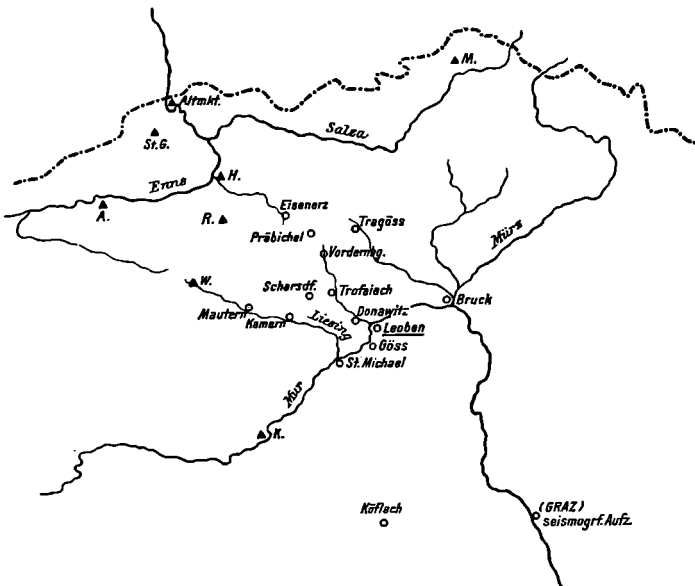 M.
Altmkt.
Salza
St.G.
H.
Enns
A.
Eisenerz
R.
Tragöss
Präbichel
Mürz
Vordernbg.
W.
Schersdf.
Trofaiach
Bruck
Mautern
Kamern
Liesing
Donawitz
Leoben
Göss
St.Michael
Mur
K.
Köflach
(GRAZ)
seismogrf.Aufz.